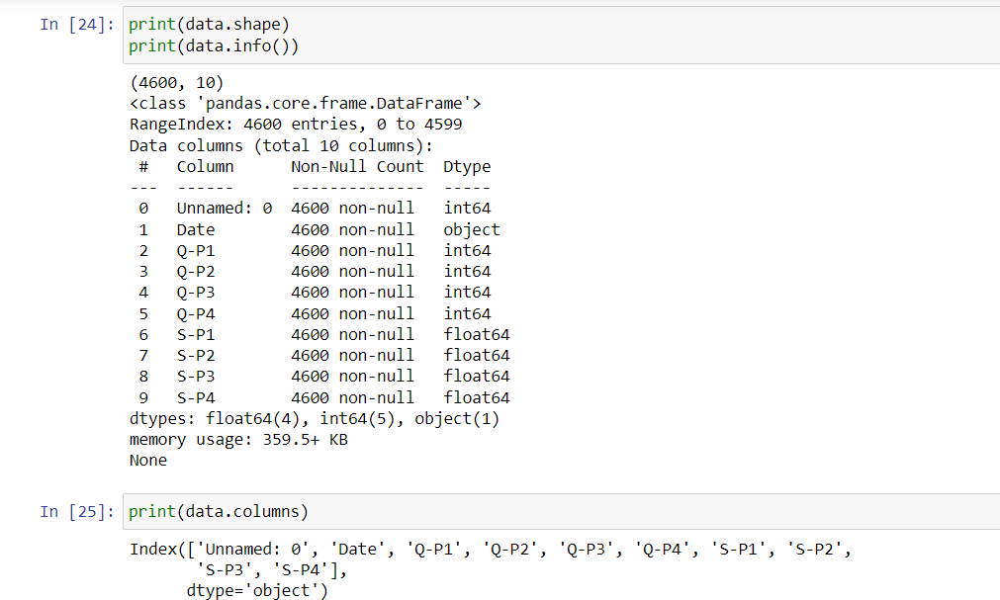 In [24]: print(data.shape)
print(data.info())
(4600, 10)
<class 'pandas.core.frame.DataFrame'>
RangeIndex: 4600 entries, 0 to 4599
Data columns (total 10 columns):
 #   Column      Non-Null Count  Dtype
---  ------      --------------  -----
 0   Unnamed: 0  4600 non-null   int64
 1   Date        4600 non-null   object
 2   Q-P1        4600 non-null   int64
 3   Q-P2        4600 non-null   int64
 4   Q-P3        4600 non-null   int64
 5   Q-P4        4600 non-null   int64
 6   S-P1        4600 non-null   float64
 7   S-P2        4600 non-null   float64
 8   S-P3        4600 non-null   float64
 9   S-P4        4600 non-null   float64
dtypes: float64(4), int64(5), object(1)
memory usage: 359.5+ KB
None
In [25]: print(data.columns)
Index(['Unnamed: 0', 'Date', 'Q-P1', 'Q-P2', 'Q-P3', 'Q-P4', 'S-P1', 'S-P2',
       'S-P3', 'S-P4'],
      dtype='object')